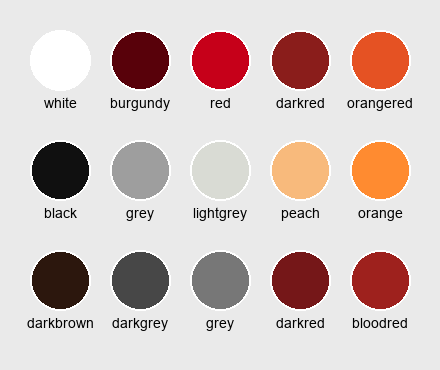 white burgundy red darkred orangered
black grey lightgrey peach orange
darkbrown darkgrey grey darkred bloodred